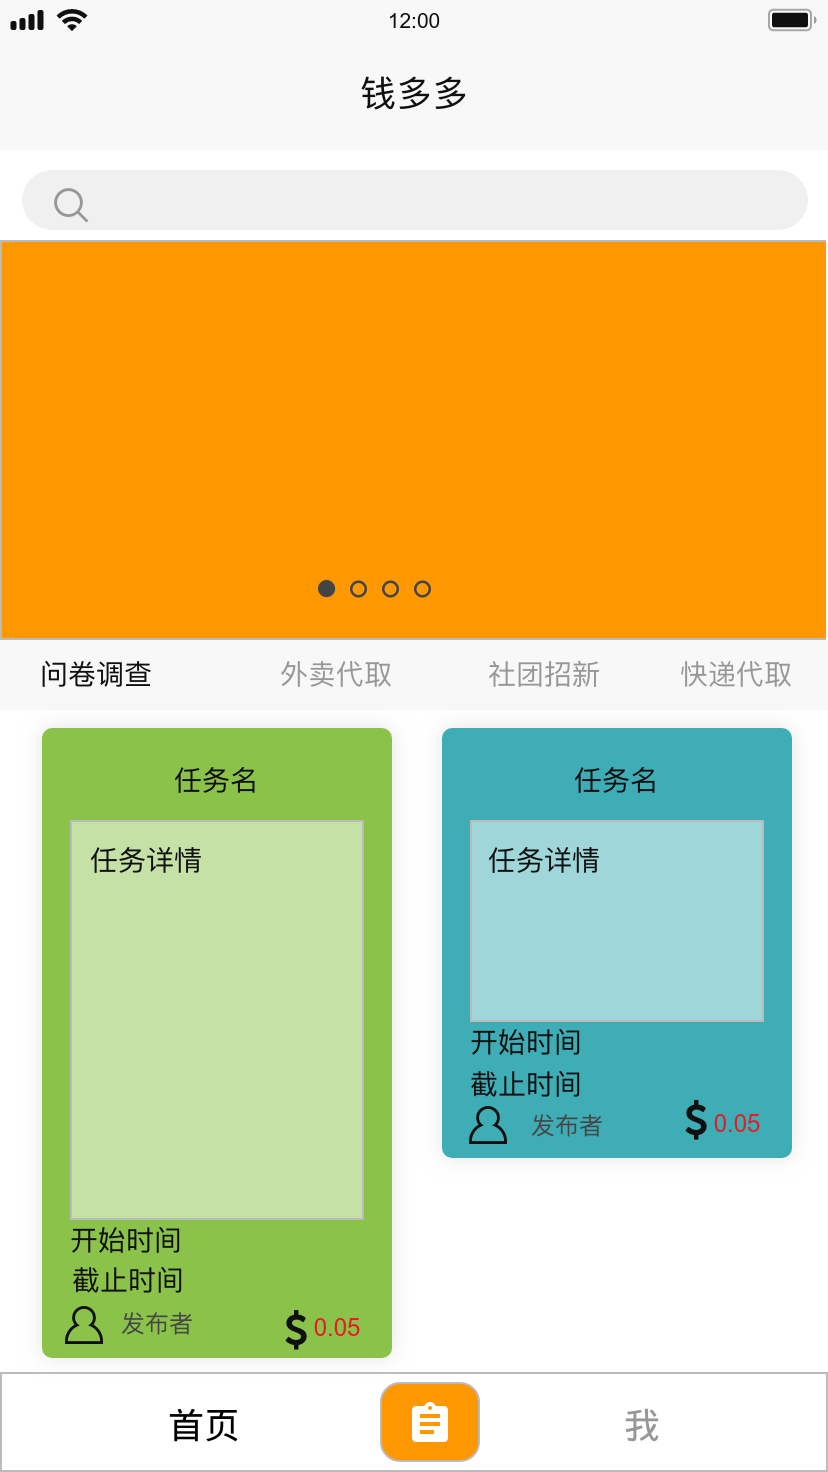 12:00
钱多多
问卷调查 外卖代取 社团招新 快递代取
任务名
任务详情
开始时间
截止时间
发布者 $ 0.05
任务名
任务详情
开始时间
截止时间
发布者 $ 0.05
首页 我